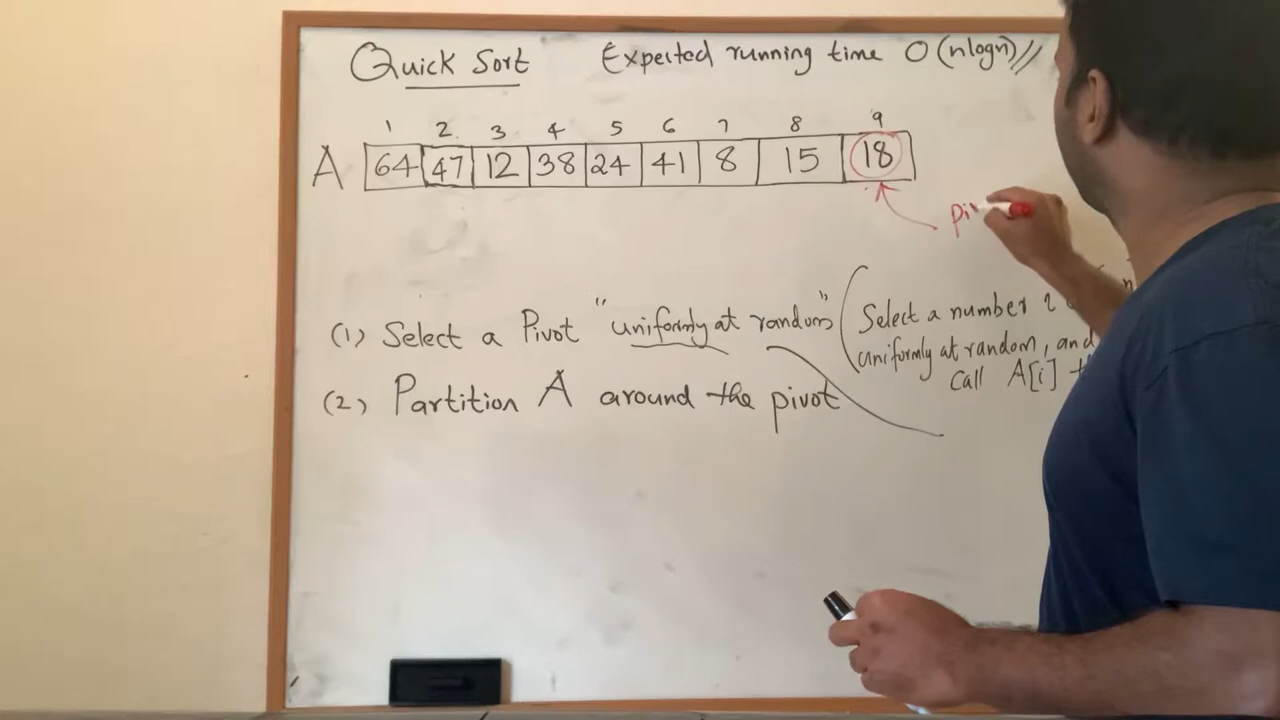 Quick Sort Expected running time O(nlogn)//
1 2. 3 4 5 6 7 8 9
A 64 47 12 38 24 41 8 15 18
pi
(1) Select a Pivot "uniformly at random" (Select a number
uniformly at random, and
Call A[i]
(2) Partition A around the pivot